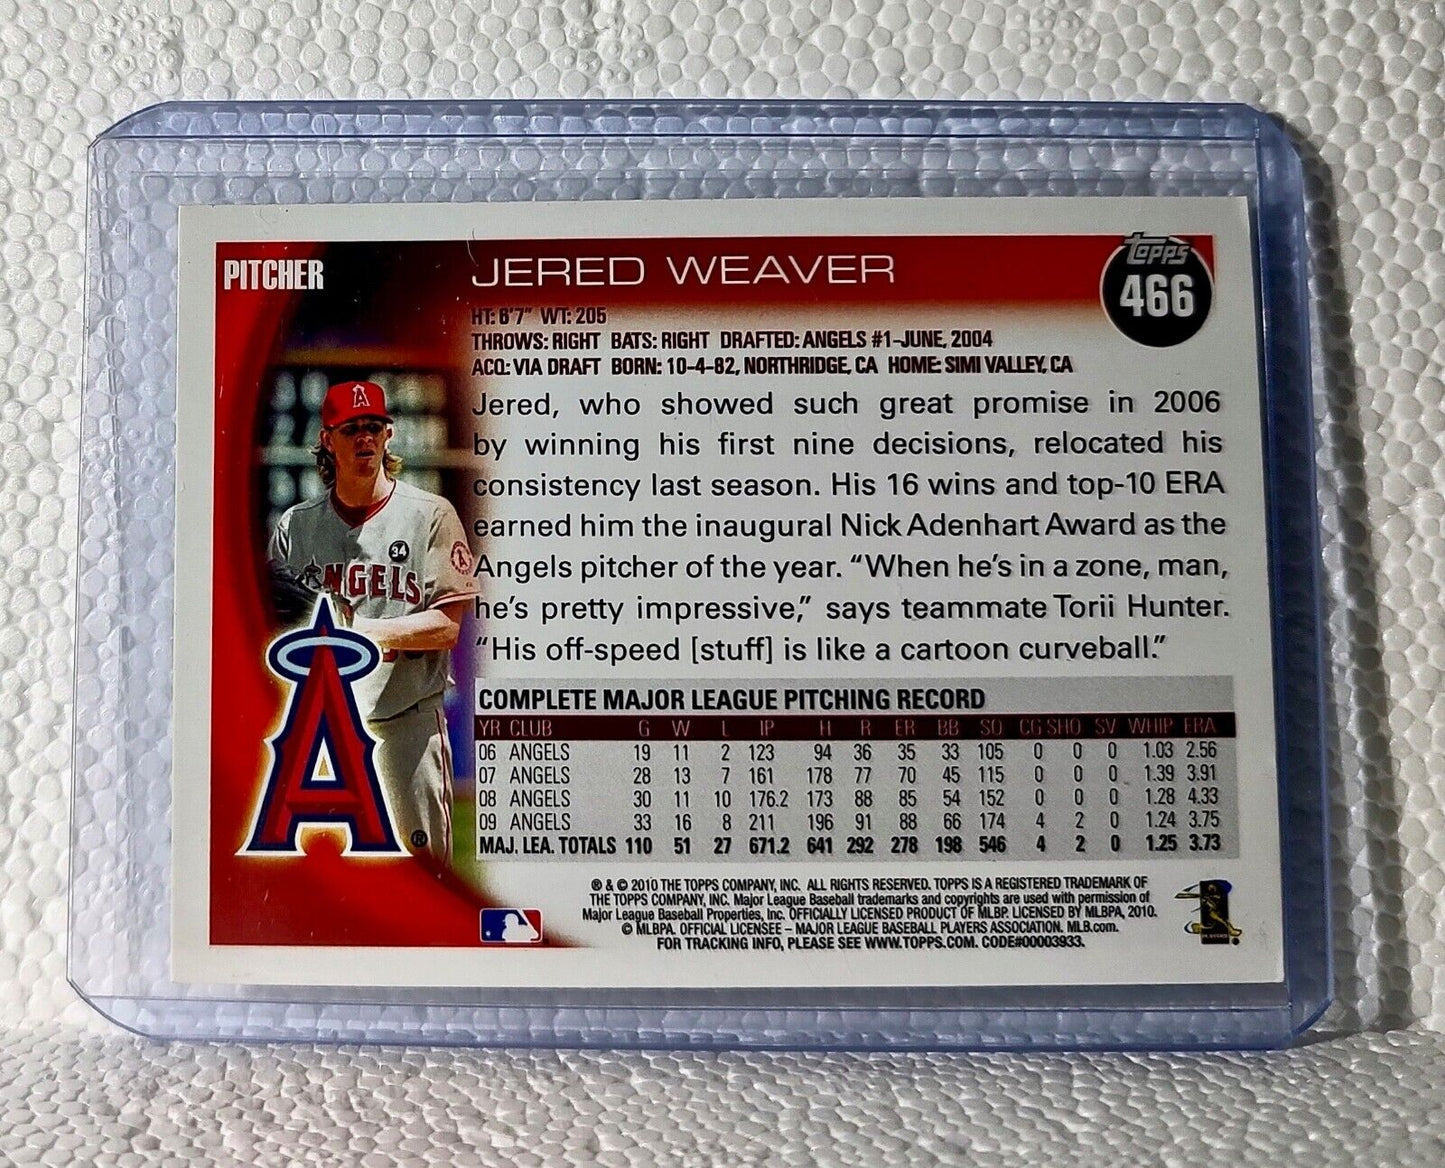 PITCHER
JERED WEAVER
Topps
466
HT: 6'7" WT: 205
THROWS: RIGHT BATS: RIGHT DRAFTED: ANGELS #1-JUNE, 2004
ACQ: VIA DRAFT BORN: 10-4-82, NORTHRIDGE, CA HOME: SIMI VALLEY, CA
Jered, who showed such great promise in 2006
by winning his first nine decisions, relocated his
consistency last season. His 16 wins and top-10 ERA
earned him the inaugural Nick Adenhart Award as the
Angels pitcher of the year. “When he's in a zone, man,
he's pretty impressive,” says teammate Torii Hunter.
“His off-speed [stuff] is like a cartoon curveball.”
A
34
ANGELS
A
A ®
COMPLETE MAJOR LEAGUE PITCHING RECORD
YR CLUB G W L IP H R ER BB SO CG SHO SV WHIP ERA
06 ANGELS 19 11 2 123 94 36 35 33 105 0 0 0 1.03 2.56
07 ANGELS 28 13 7 161 178 77 70 45 115 0 0 0 1.39 3.91
08 ANGELS 30 11 10 176.2 173 88 85 54 152 0 0 0 1.28 4.33
09 ANGELS 33 16 8 211 196 91 88 66 174 4 2 0 1.24 3.75
MAJ. LEA. TOTALS 110 51 27 671.2 641 292 278 198 546 4 2 0 1.25 3.73
® & © 2010 THE TOPPS COMPANY, INC. ALL RIGHTS RESERVED. TOPPS IS A REGISTERED TRADEMARK OF
THE TOPPS COMPANY, INC. Major League Baseball trademarks and copyrights are used with permission of
Major League Baseball Properties, Inc. OFFICIALLY LICENSED PRODUCT OF MLBP. LICENSED BY MLBPA, 2010.
© MLBPA. OFFICIAL LICENSEE – MAJOR LEAGUE BASEBALL PLAYERS ASSOCIATION. MLB.com.
FOR TRACKING INFO, PLEASE SEE WWW.TOPPS.COM. CODE#00003933.